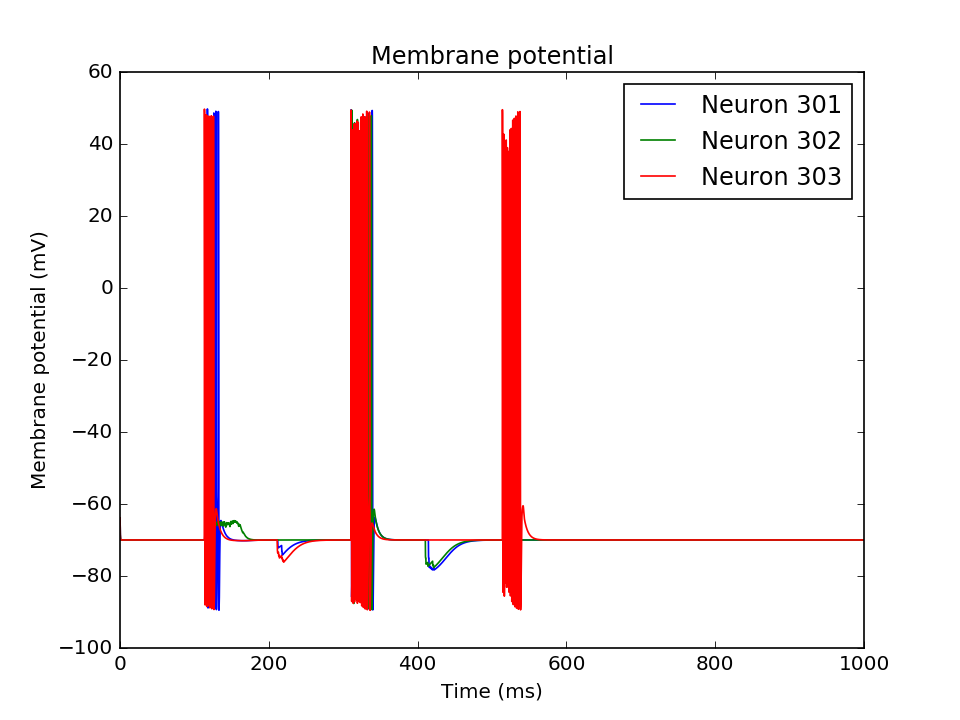 Membrane potential
Neuron 301
Neuron 302
Neuron 303
Membrane potential (mV)
60
40
20
0
−20
−40
−60
−80
−100
0 200 400 600 800 1000
Time (ms)